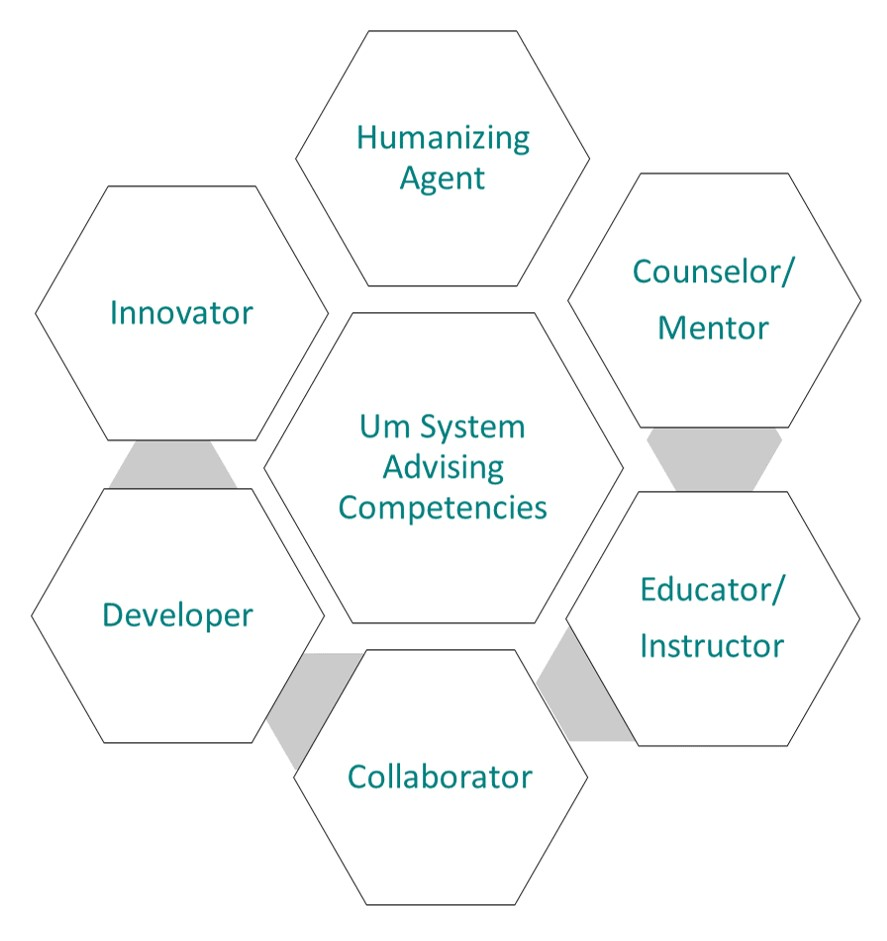 Humanizing
Agent
Counselor/
Mentor
Innovator
Um System
Advising
Competencies
Educator/
Instructor
Developer
Collaborator